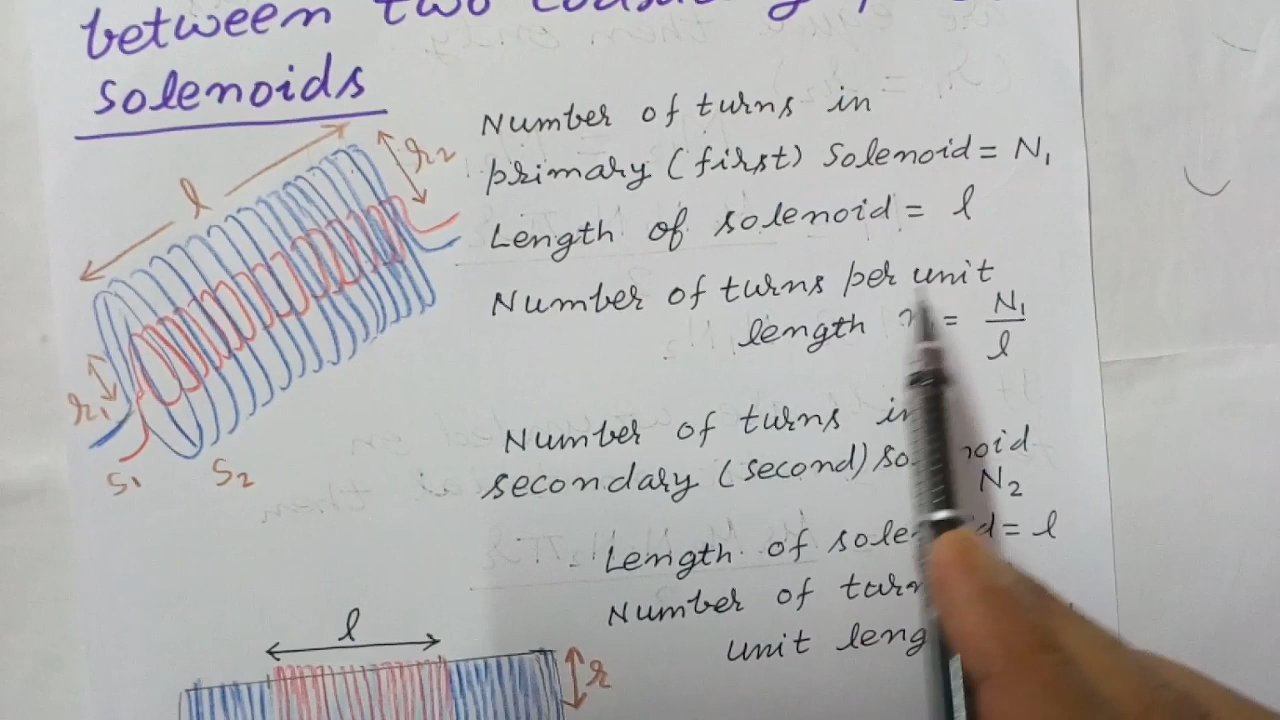 between two
solenoids
Number of turns in
primary (first) solenoid = N₁
Length of solenoid = l
Number of turns per unit
length = N₁
l
Number of turns in
secondary (second)
N₂
Length of = l
Number of
unit
l
r₂
r₁
S₁
S₂
l
r